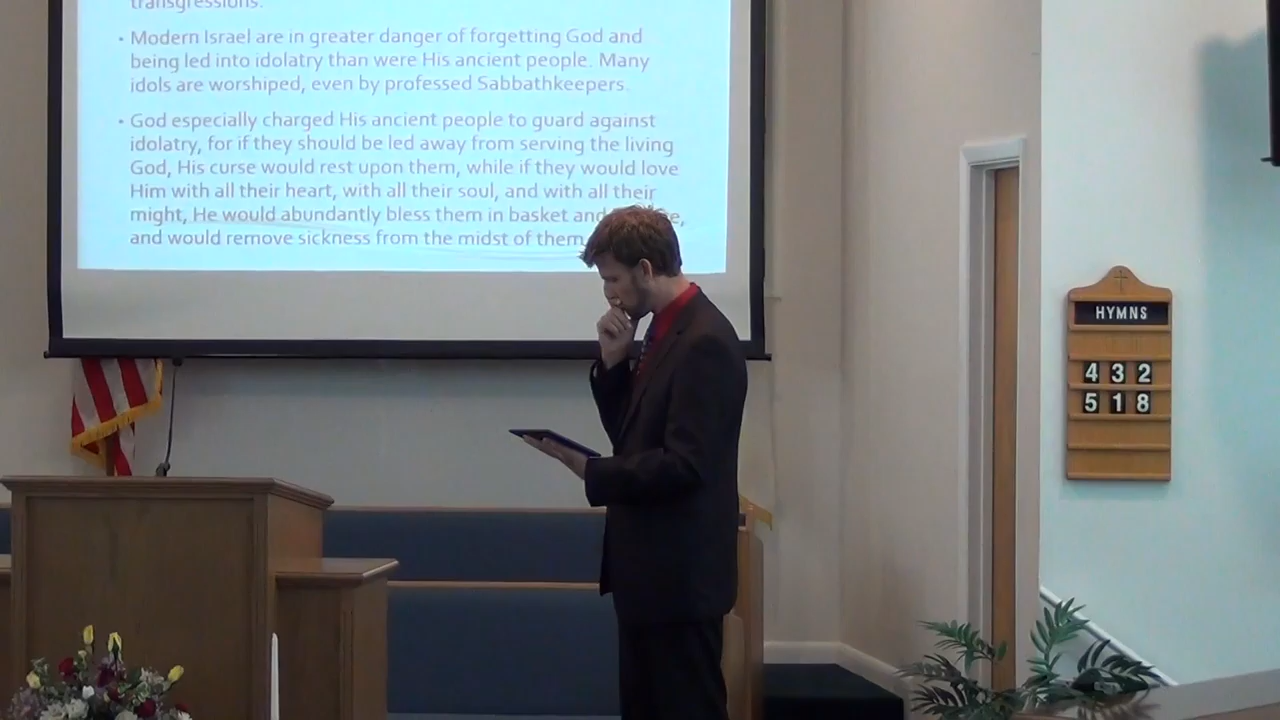 transgressions.
• Modern Israel are in greater danger of forgetting God and
being led into idolatry than were His ancient people. Many
idols are worshiped, even by professed Sabbathkeepers.
• God especially charged His ancient people to guard against
idolatry, for if they should be led away from serving the living
God, His curse would rest upon them, while if they would love
Him with all their heart, with all their soul, and with all their
might, He would abundantly bless them in basket and
and would remove sickness from the midst of them
HYMNS
432
518